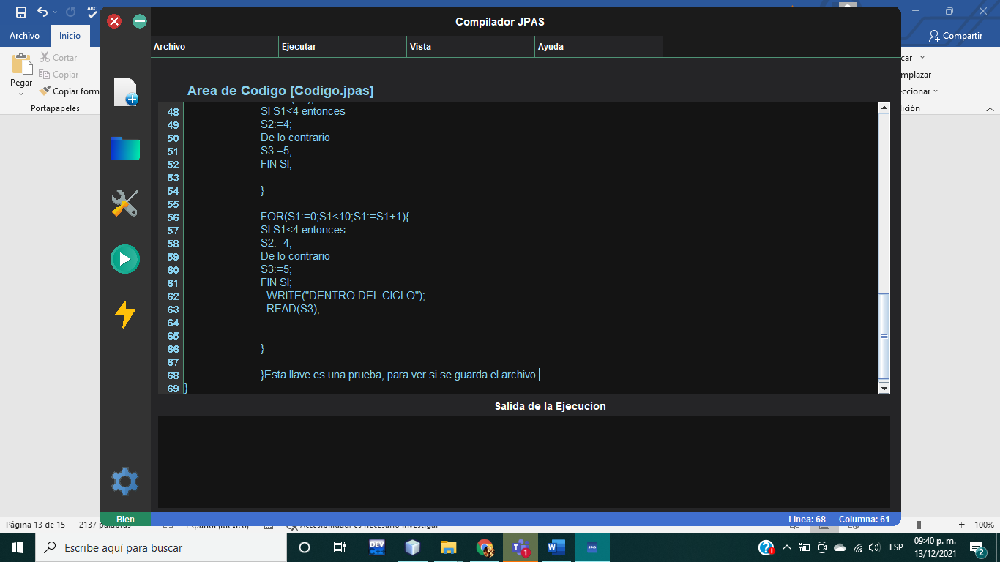 ABC
Compilador JPAS
Archivo
Inicio
Compartir
Archivo
Ejecutar
Vista
Ayuda
Pegar
Cortar
Copiar
Copiar form
Portapapeles
car
mplazar
eccionar
ición
Area de Codigo [Codigo.jpas]
48 SI S1<4 entonces
49 S2:=4;
50 De lo contrario
51 S3:=5;
52 FIN SI;
53
54 }
55
56 FOR(S1:=0;S1<10;S1:=S1+1){
57 SI S1<4 entonces
58 S2:=4;
59 De lo contrario
60 S3:=5;
61 FIN SI;
62 WRITE("DENTRO DEL CICLO");
63 READ(S3);
64
65
66 }
67
68 }Esta llave es una prueba, para ver si se guarda el archivo.
69 }
Salida de la Ejecucion
Bien
Linea: 68
Columna: 61
Página 13 de 15
2137 palabras
Español (México)
Accesibilidad: es necesario investigar
100%
Escribe aquí para buscar
DEV
1
ESP
09:40 p. m.
13/12/2021
2